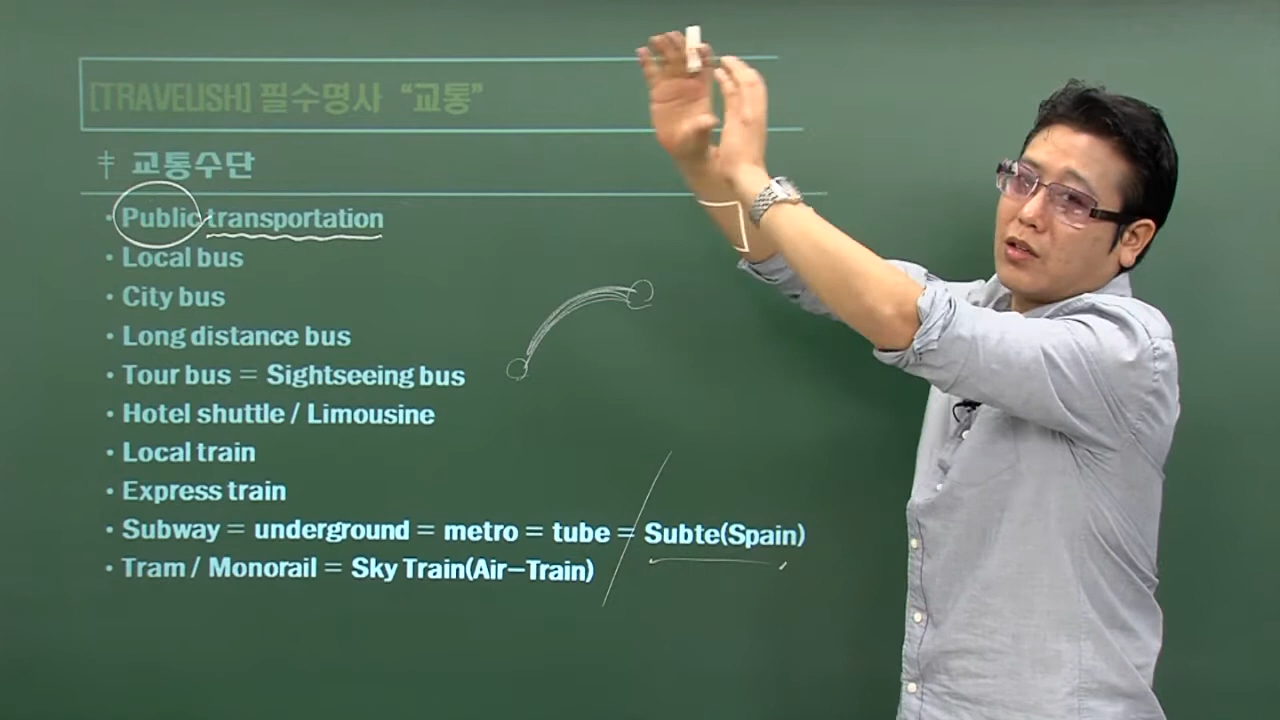 [TRAVELISH] 필수명사 “교통”
교통수단
• Public transportation
• Local bus
• City bus
• Long distance bus
• Tour bus = Sightseeing bus
• Hotel shuttle / Limousine
• Local train
• Express train
• Subway = underground = metro = tube = Subte(Spain)
• Tram / Monorail = Sky Train(Air-Train)